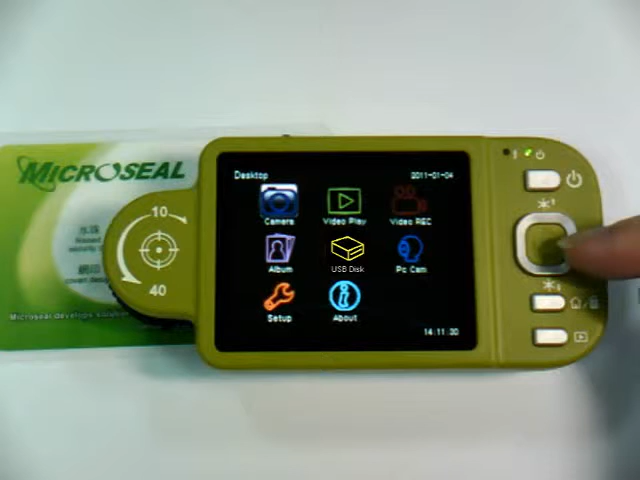 MICROSEAL
Desktop
2011-01-04
Camera
Video Play
Video REC
Album
USB Disk
Pc Cam
Setup
About
14:11:30
10
40
Microseal develops